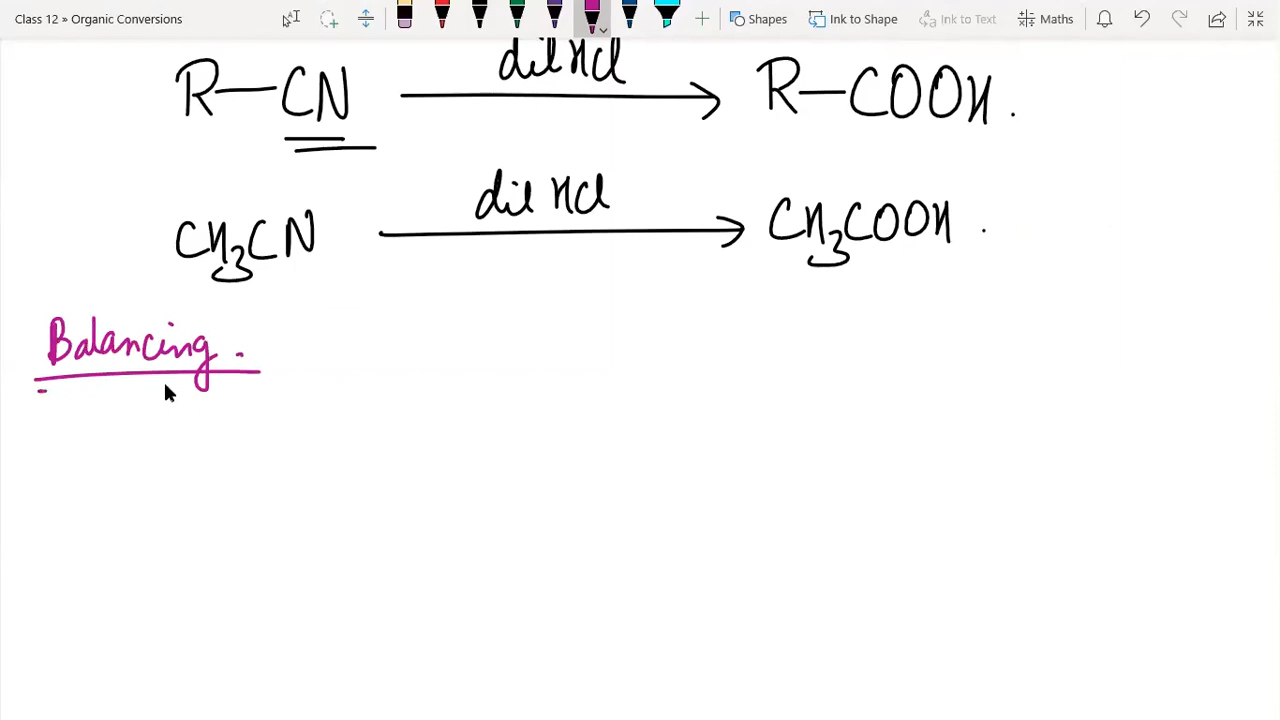 Class 12 » Organic Conversions Shapes Ink to Shape Ink to Text Maths
dil HCl
R—CN → R—COOH.
dil HCl
CH3CN → CH3COOH.
Balancing.